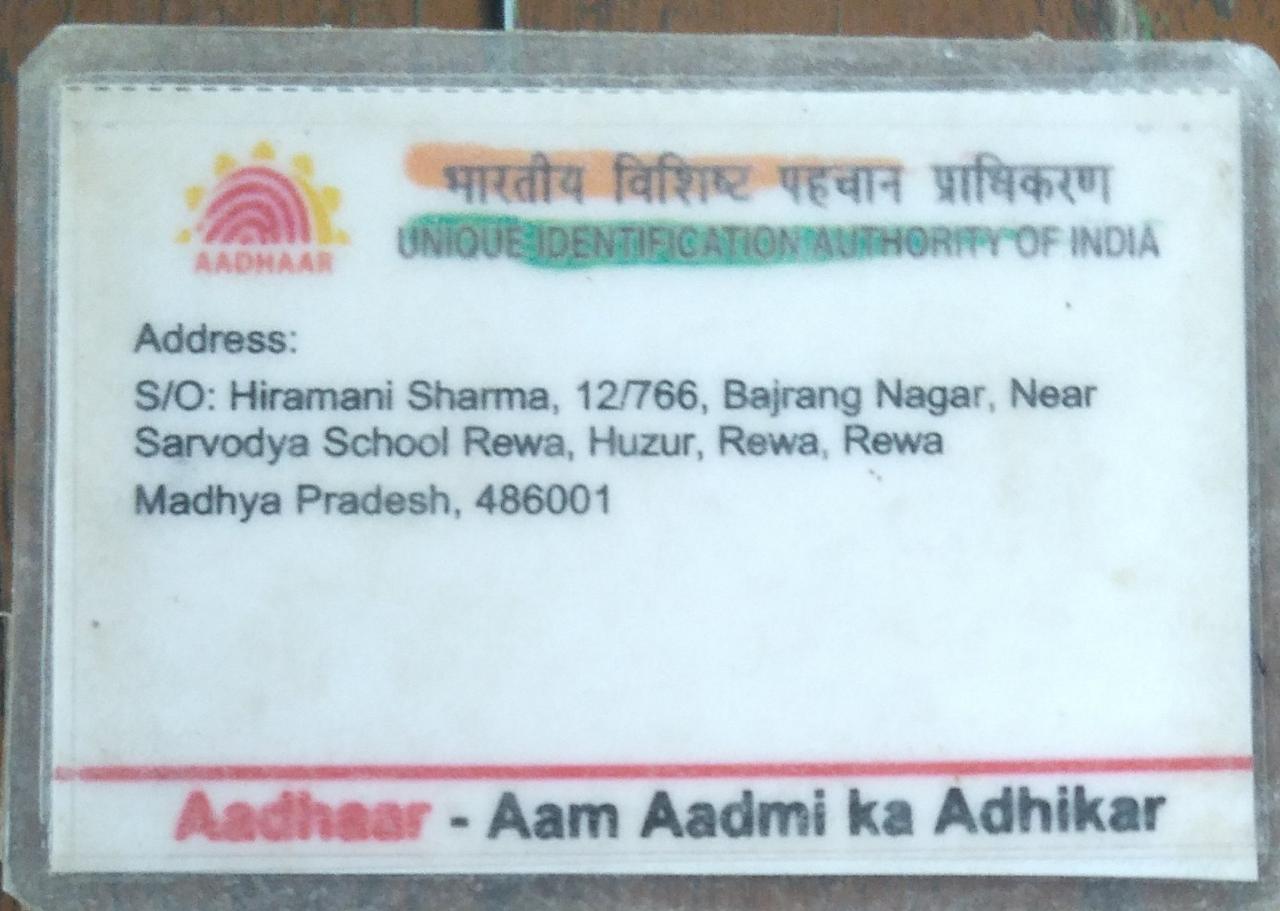 भारतीय विशिष्ट पहचान प्राधिकरण
UNIQUE IDENTIFICATION AUTHORITY OF INDIA
AADHAAR
Address:
S/O: Hiramani Sharma, 12/766, Bajrang Nagar, Near
Sarvodya School Rewa, Huzur, Rewa, Rewa
Madhya Pradesh, 486001
Aadhaar - Aam Aadmi ka Adhikar